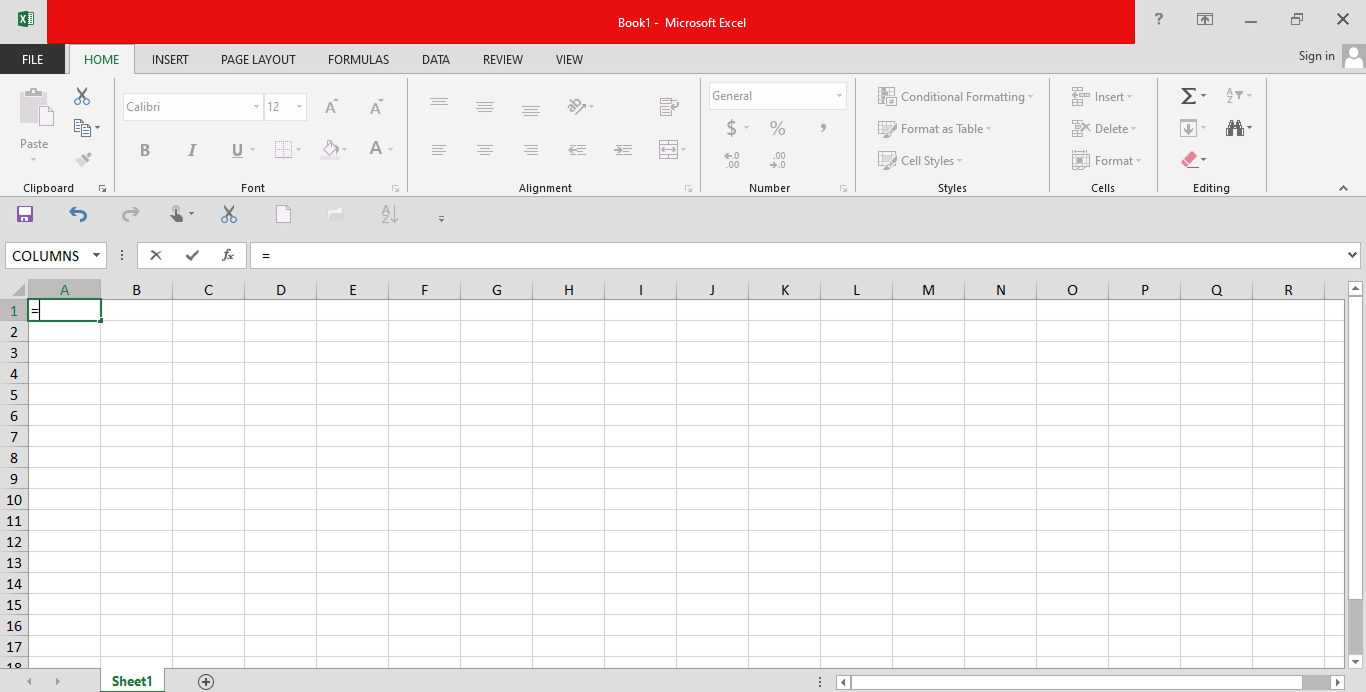 Book1 - Microsoft Excel
?
FILE HOME INSERT PAGE LAYOUT FORMULAS DATA REVIEW VIEW Sign in
Calibri 12 General Conditional Formatting Insert
B I U A $ % , Format as Table Delete
Paste Cell Styles Format
Clipboard Font Alignment Number Styles Cells Editing
COLUMNS fx =
A B C D E F G H I J K L M N O P Q R
1 =
2
3
4
5
6
7
8
9
10
11
12
13
14
15
16
17
18
Sheet1